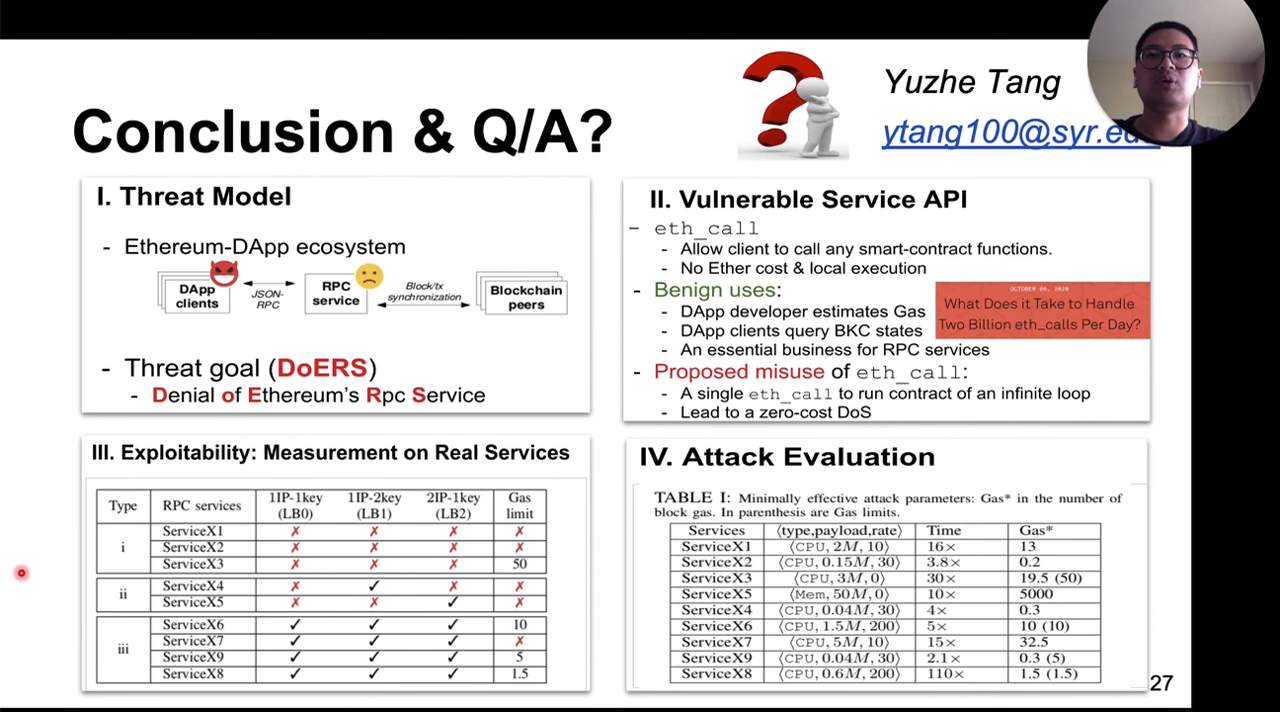 Conclusion & Q/A?
Yuzhe Tang
ytang100@syr.ed
I. Threat Model
- Ethereum-DApp ecosystem
DApp clients
JSON-RPC
RPC service
Block/tx synchronization
Blockchain peers
- Threat goal (DoERS)
- Denial of Ethereum's Rpc Service
II. Vulnerable Service API
- eth_call
- Allow client to call any smart-contract functions.
- No Ether cost & local execution
- Benign uses:
- DApp developer estimates Gas
- DApp clients query BKC states
- An essential business for RPC services
OCTOBER 06, 2020
What Does it Take to Handle
Two Billion eth_calls Per Day?
- Proposed misuse of eth_call:
- A single eth_call to run contract of an infinite loop
- Lead to a zero-cost DoS
III. Exploitability: Measurement on Real Services
Type RPC services 1IP-1key (LB0) 1IP-2key (LB1) 2IP-1key (LB2) Gas limit
i
ServiceX1 ✗ ✗ ✗ ✗
ServiceX2 ✗ ✗ ✗ ✗
ServiceX3 ✗ ✗ ✗ 50
ii
ServiceX4 ✗ ✓ ✗ ✗
ServiceX5 ✗ ✗ ✓ ✗
iii
ServiceX6 ✓ ✓ ✓ 10
ServiceX7 ✓ ✓ ✓ ✗
ServiceX9 ✓ ✓ ✓ 5
ServiceX8 ✓ ✓ ✓ 1.5
IV. Attack Evaluation
TABLE I: Minimally effective attack parameters: Gas* in the number of
block gas. In parenthesis are Gas limits.
Services ⟨type,payload,rate⟩ Time Gas*
ServiceX1 ⟨CPU, 2M, 10⟩ 16× 13
ServiceX2 ⟨CPU, 0.15M, 30⟩ 3.8× 0.2
ServiceX3 ⟨CPU, 3M, 0⟩ 30× 19.5 (50)
ServiceX5 ⟨Mem, 50M, 0⟩ 10× 5000
ServiceX4 ⟨CPU, 0.04M, 30⟩ 4× 0.3
ServiceX6 ⟨CPU, 1.5M, 200⟩ 5× 10 (10)
ServiceX7 ⟨CPU, 5M, 10⟩ 15× 32.5
ServiceX9 ⟨CPU, 0.04M, 30⟩ 2.1× 0.3 (5)
ServiceX8 ⟨CPU, 0.6M, 200⟩ 110× 1.5 (1.5)
27